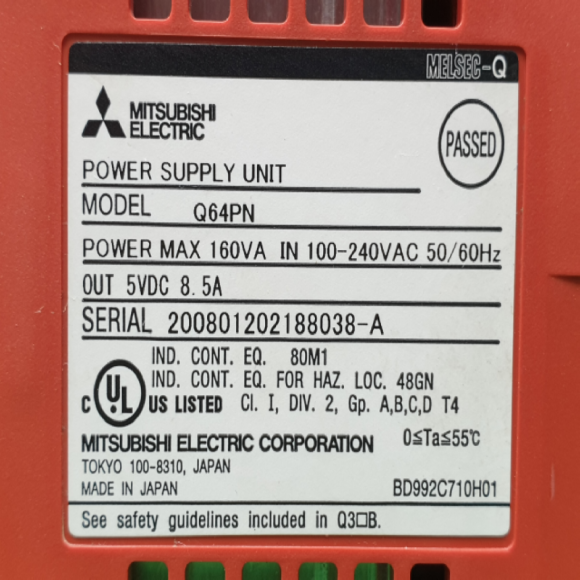 MELSEC-Q
MITSUBISHI
ELECTRIC
PASSED
POWER SUPPLY UNIT
MODEL Q64PN
POWER MAX 160VA IN 100-240VAC 50/60Hz
OUT 5VDC 8.5A
SERIAL 200801202188038-A
IND. CONT. EQ. 80M1
IND. CONT. EQ. FOR HAZ. LOC. 48GN
C UL US LISTED Cl. I, DIV. 2, Gp. A,B,C,D T4
MITSUBISHI ELECTRIC CORPORATION 0≦Ta≦55℃
TOKYO 100-8310, JAPAN
MADE IN JAPAN BD992C710H01
See safety guidelines included in Q3□B.